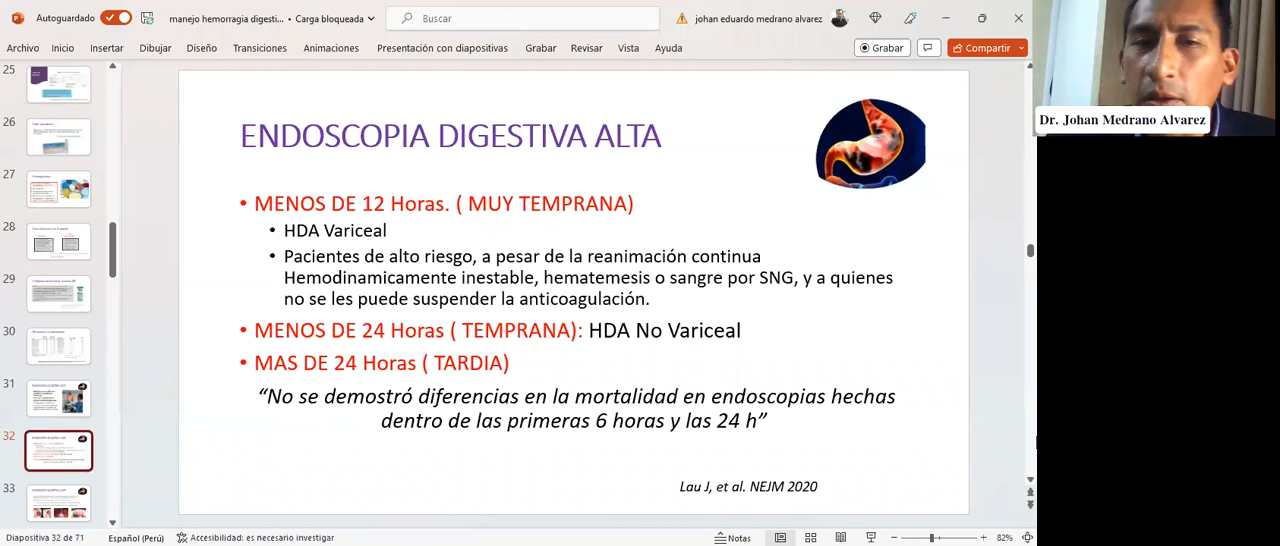 Autoguardado
manejo hemorragia digesti... • Carga bloqueada
Buscar
johan eduardo medrano alvarez
Archivo Inicio Insertar Dibujar Diseño Transiciones Animaciones Presentación con diapositivas Grabar Revisar Vista Ayuda
Grabar
Compartir
Dr. Johan Medrano Alvarez
25
26
27
28
29
30
31
32
33
ENDOSCOPIA DIGESTIVA ALTA
• MENOS DE 12 Horas. ( MUY TEMPRANA)
• HDA Variceal
• Pacientes de alto riesgo, a pesar de la reanimación continua
Hemodinamicamente inestable, hematemesis o sangre por SNG, y a quienes
no se les puede suspender la anticoagulación.
• MENOS DE 24 Horas ( TEMPRANA): HDA No Variceal
• MAS DE 24 Horas ( TARDIA)
“No se demostró diferencias en la mortalidad en endoscopias hechas
dentro de las primeras 6 horas y las 24 h”
Lau J, et al. NEJM 2020
Diapositiva 32 de 71 Español (Perú) Accesibilidad: es necesario investigar Notas 82%